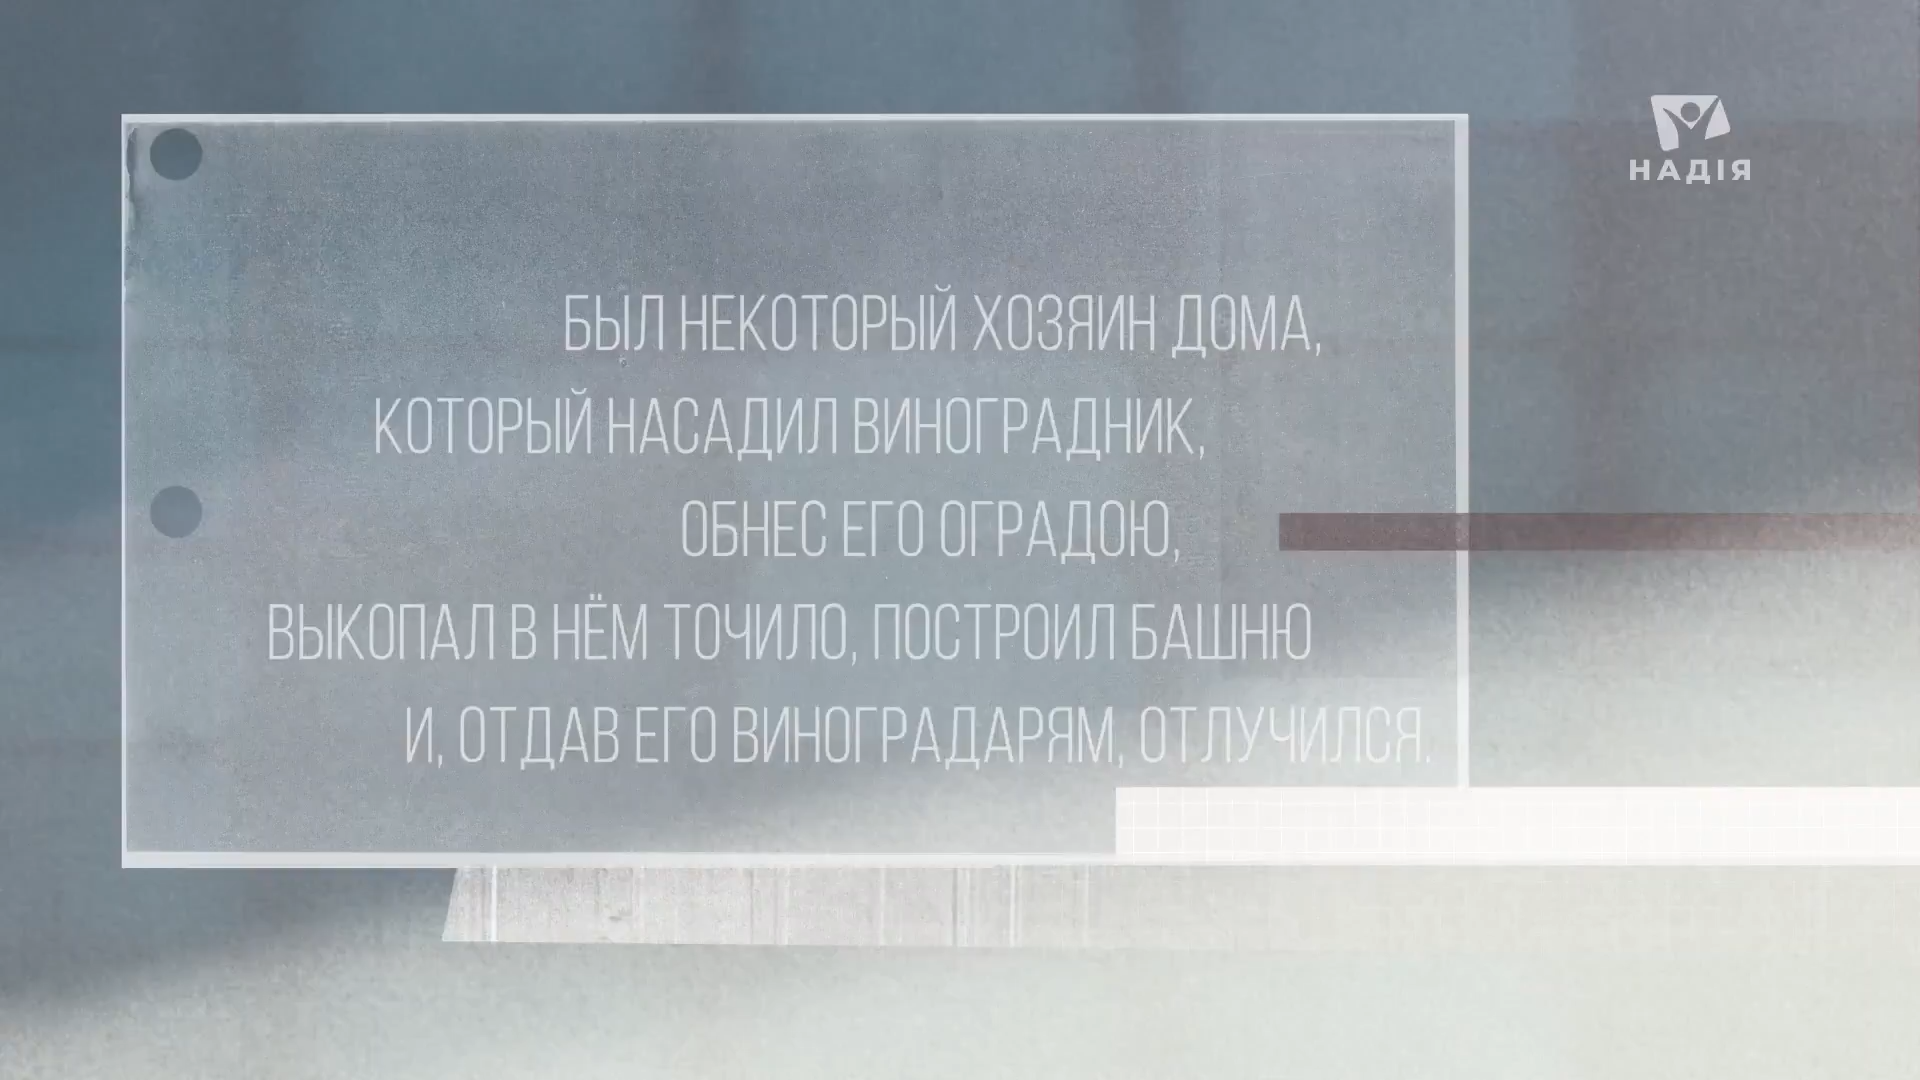 НАДІЯ
БЫЛ НЕКОТОРЫЙ ХОЗЯИН ДОМА,
КОТОРЫЙ НАСАДИЛ ВИНОГРАДНИК,
ОБНЕС ЕГО ОГРАДОЮ,
ВЫКОПАЛ В НЁМ ТОЧИЛО, ПОСТРОИЛ БАШНЮ
И, ОТДАВ ЕГО ВИНОГРАДАРЯМ, ОТЛУЧИЛСЯ.